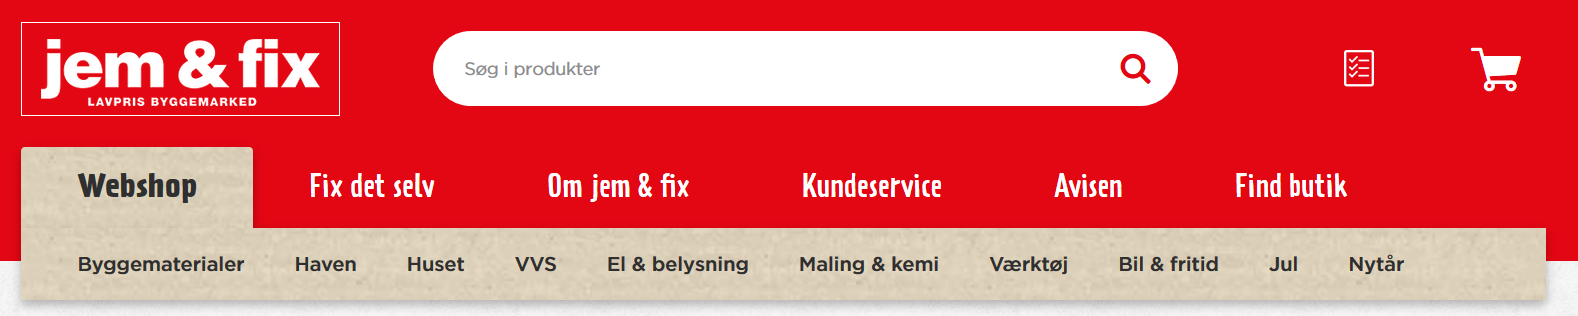 jem & fix
LAVPRIS BYGGEMARKED
Søg i produkter
Webshop Fix det selv Om jem & fix Kundeservice Avisen Find butik
Byggematerialer Haven Huset VVS El & belysning Maling & kemi Værktøj Bil & fritid Jul Nytår